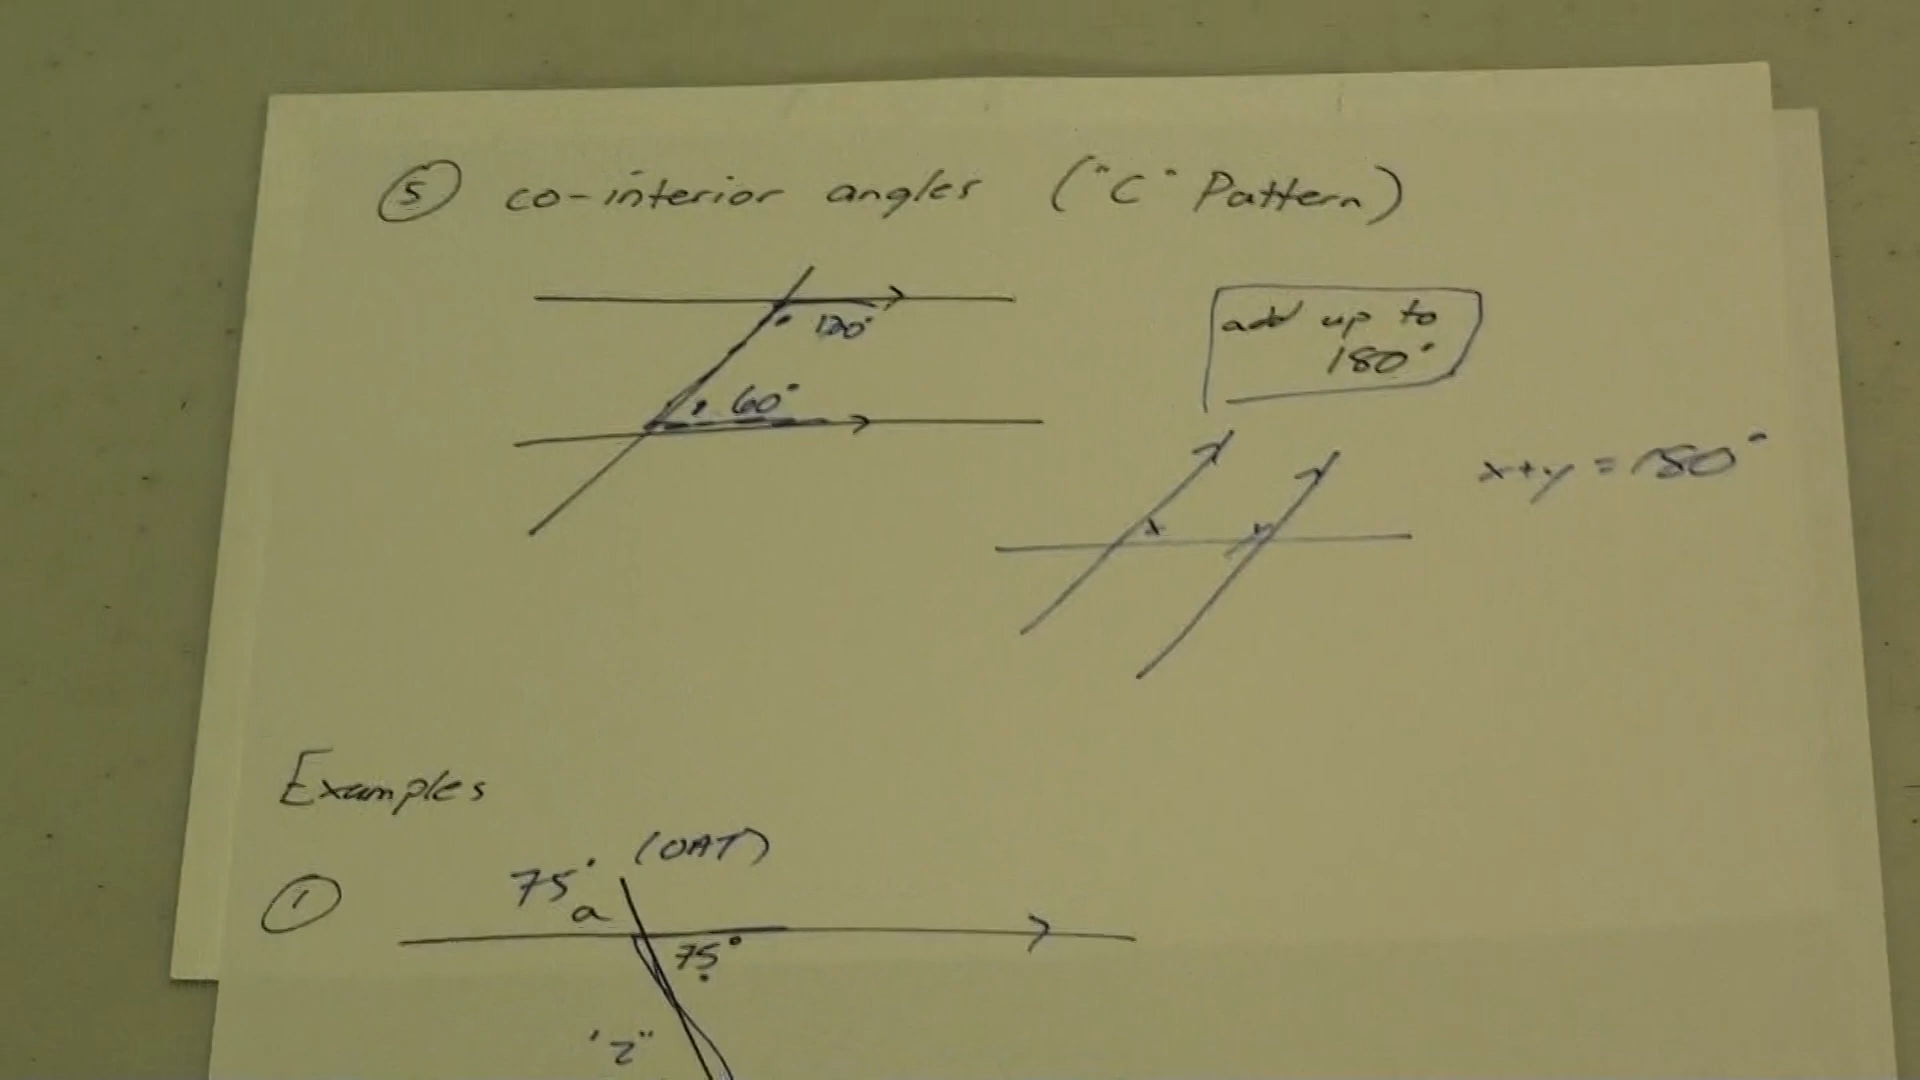 ⑤ co-interior angles ("C" Pattern)
120°
60°
add up to
180°
x+y = 180°
x
y
Examples
(OAT)
75°
①
a
75°
"Z"